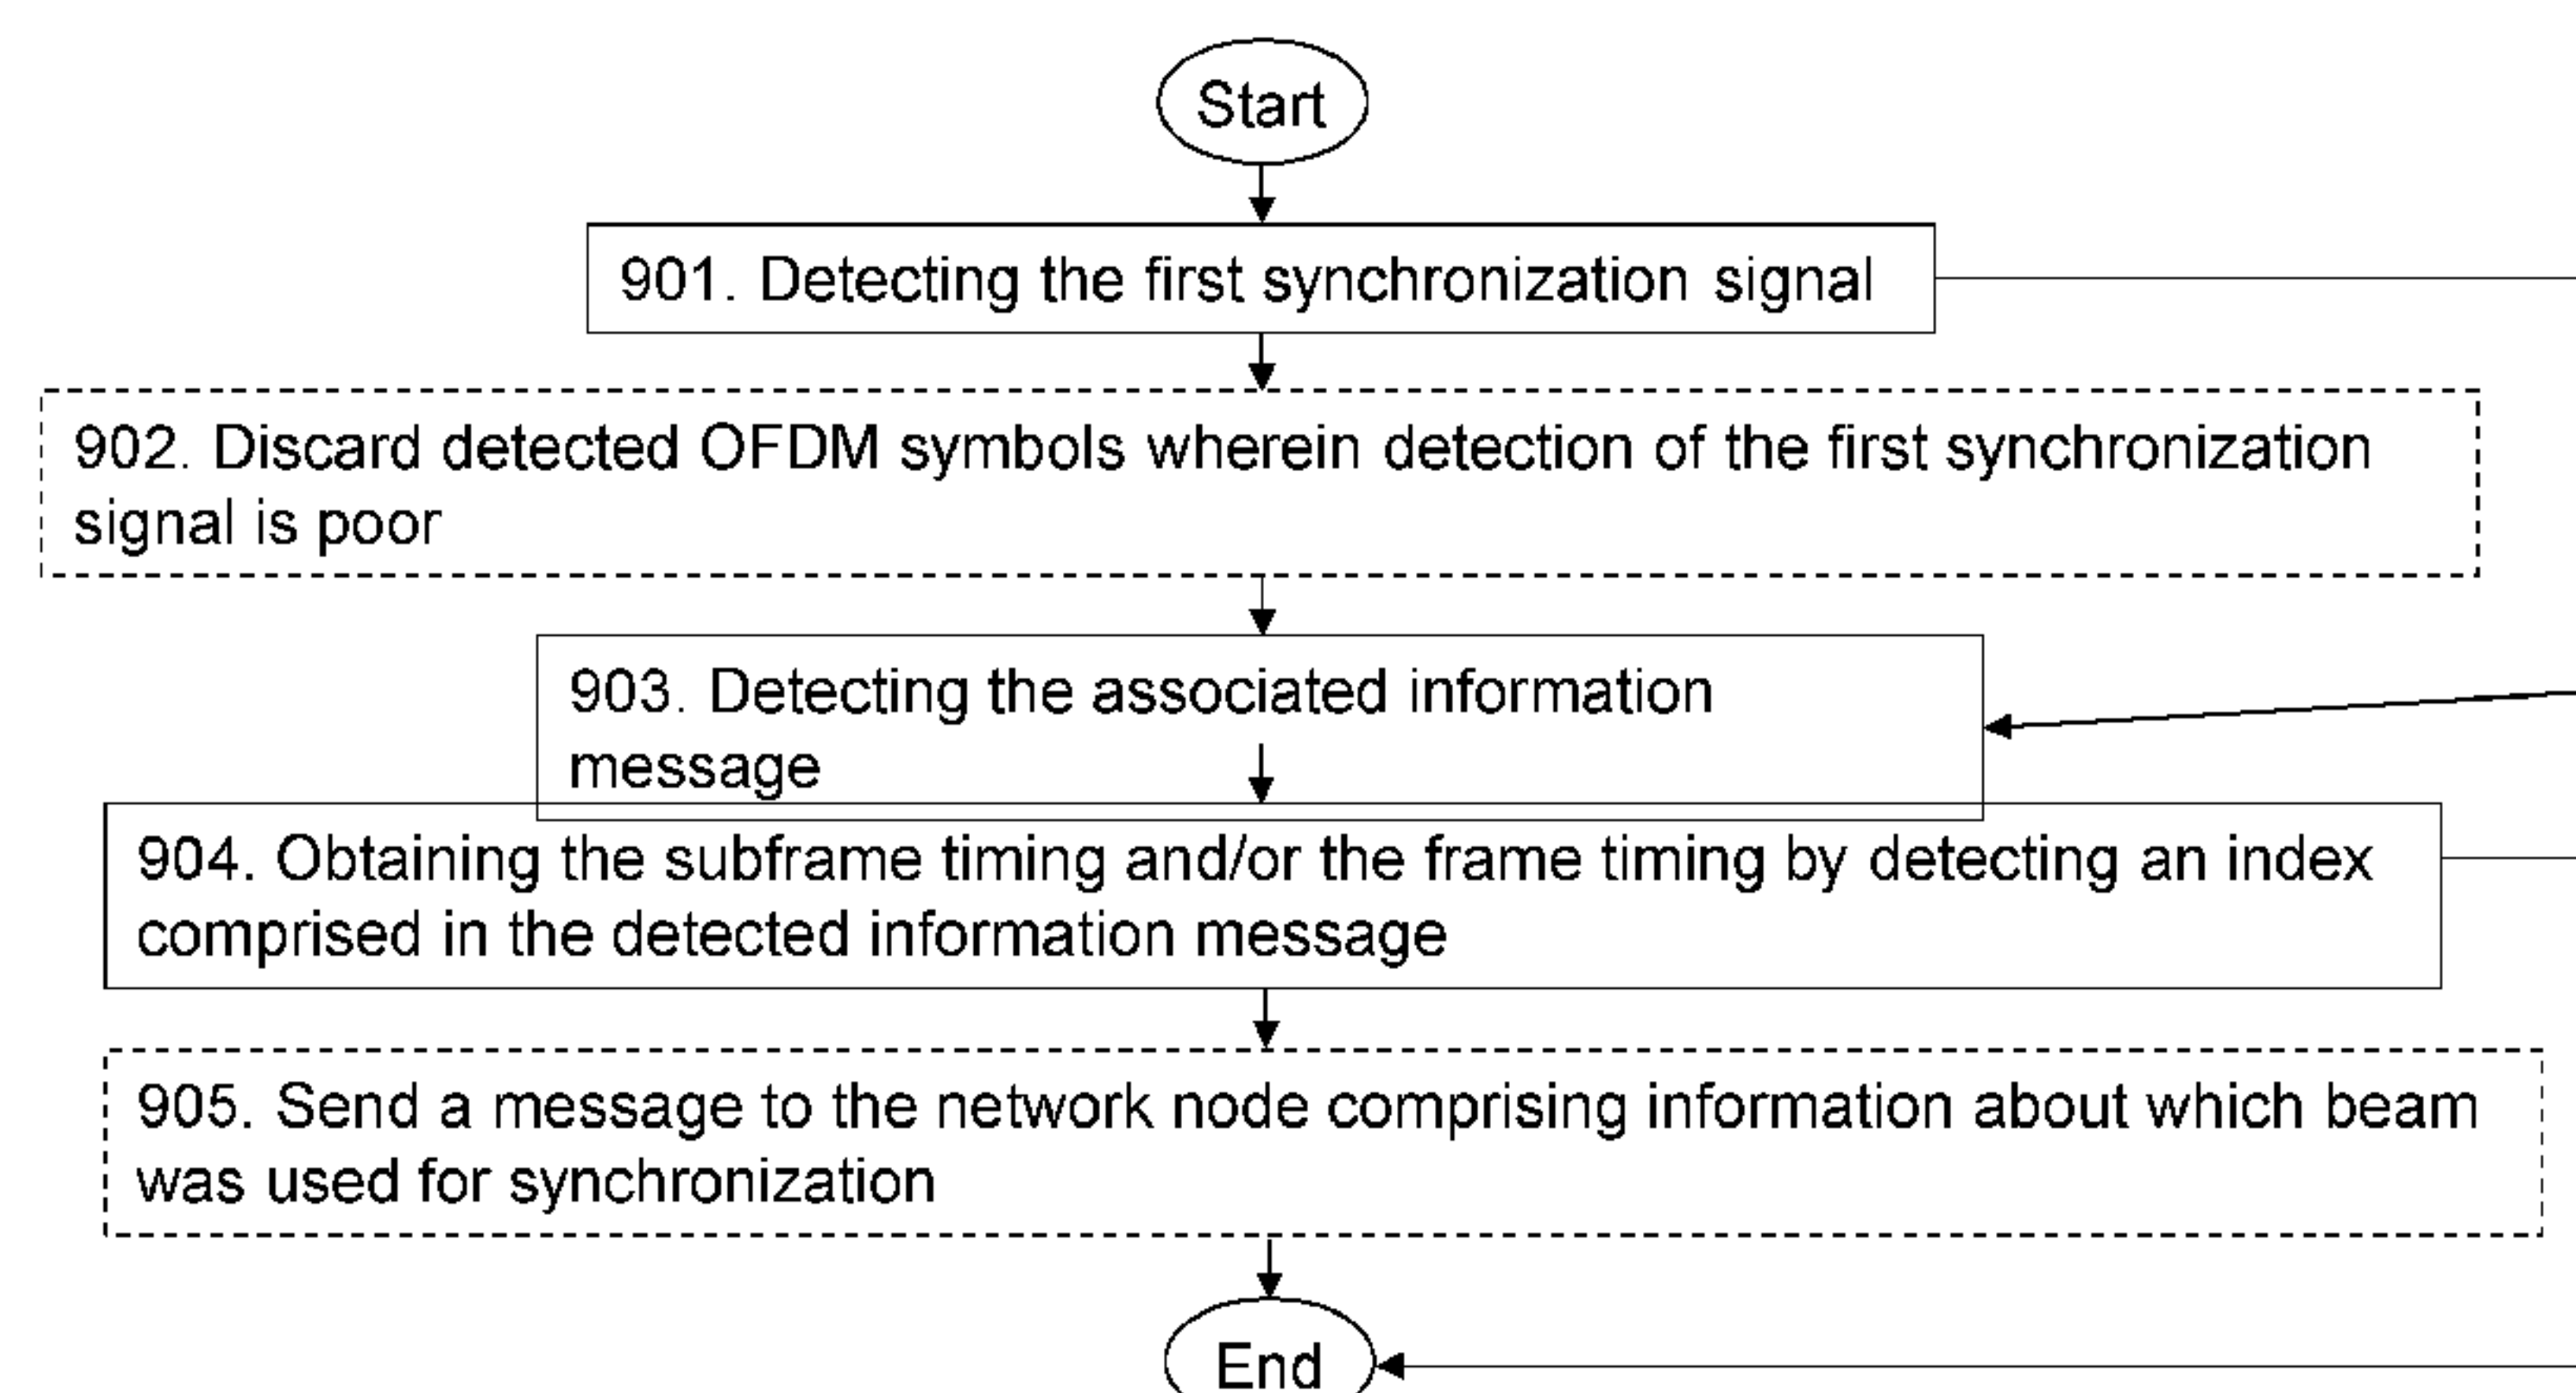 Start
901. Detecting the first synchronization signal
902. Discard detected OFDM symbols wherein detection of the first synchronization
signal is poor
903. Detecting the associated information
message
904. Obtaining the subframe timing and/or the frame timing by detecting an index
comprised in the detected information message
905. Send a message to the network node comprising information about which beam
was used for synchronization
End